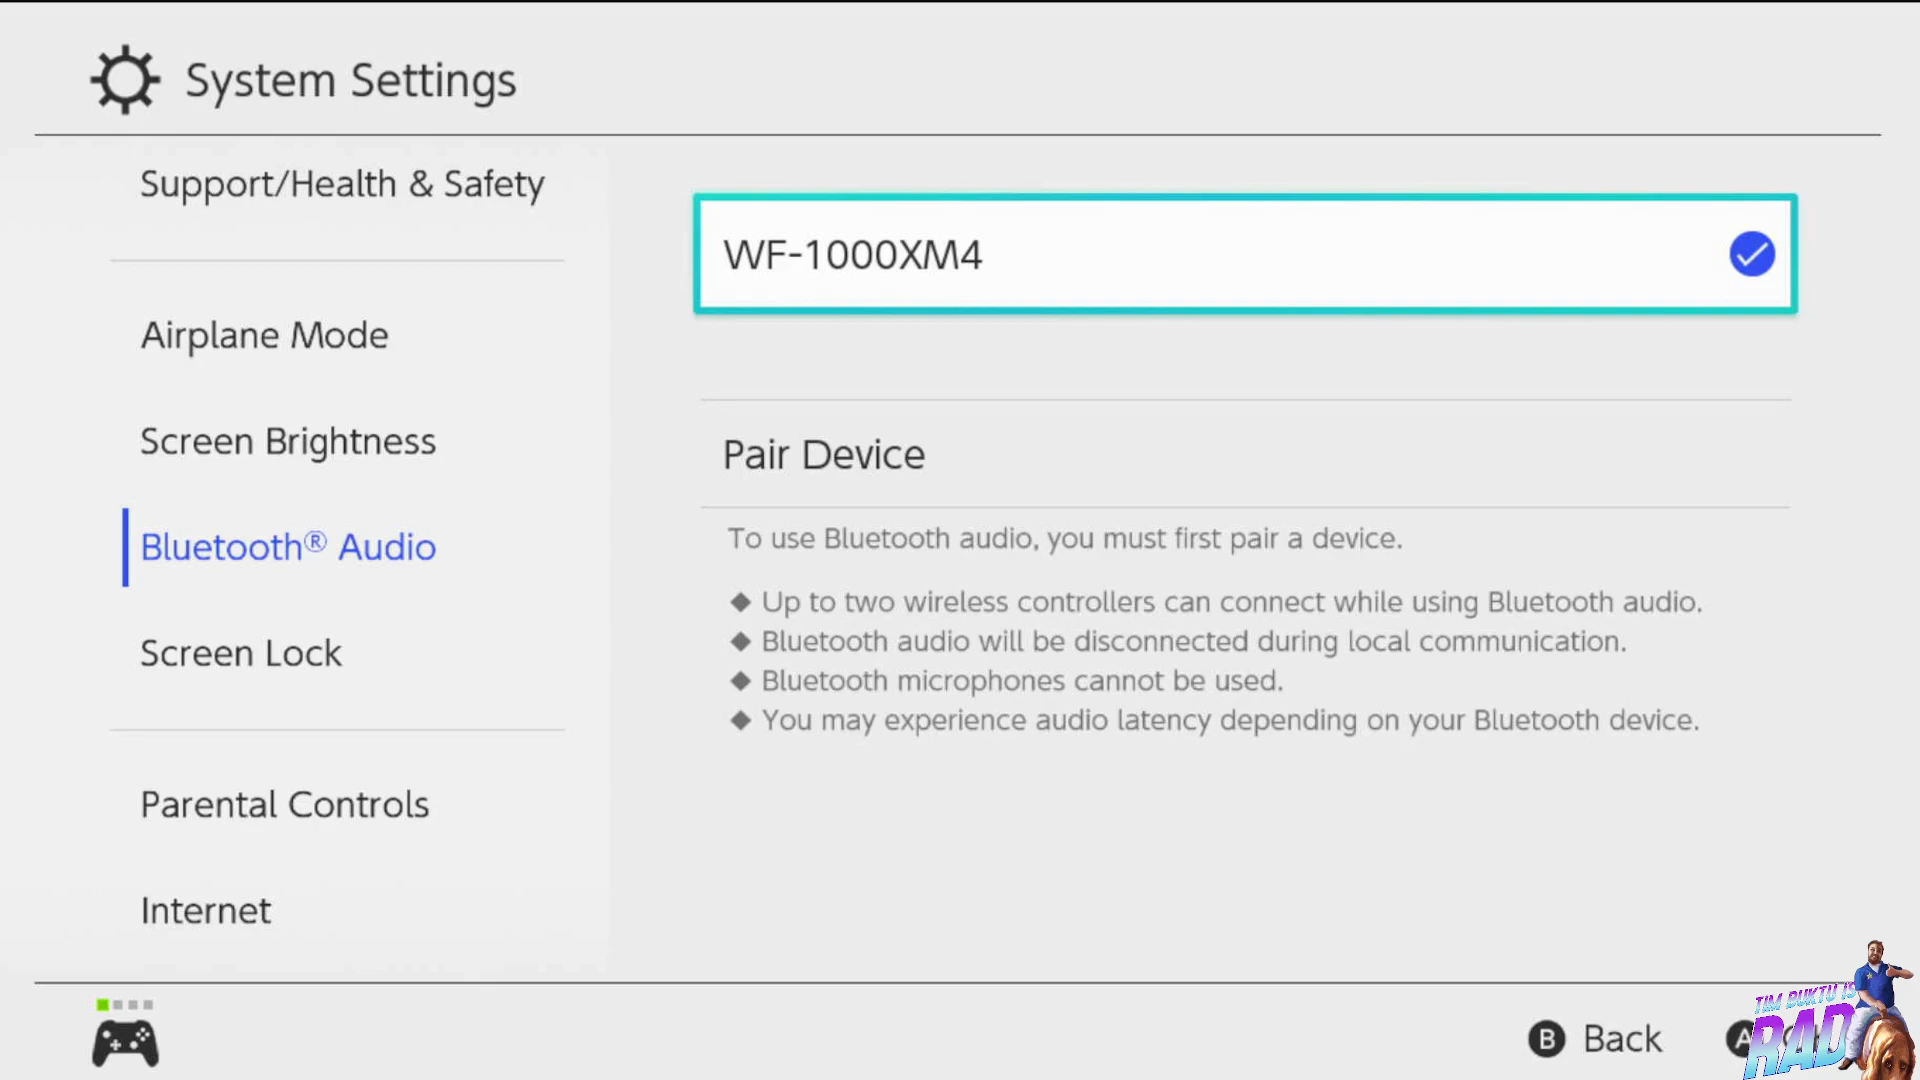 System Settings
Support/Health & Safety
Airplane Mode
Screen Brightness
Bluetooth® Audio
Screen Lock
Parental Controls
Internet
WF-1000XM4
Pair Device
To use Bluetooth audio, you must first pair a device.
◆ Up to two wireless controllers can connect while using Bluetooth audio.
◆ Bluetooth audio will be disconnected during local communication.
◆ Bluetooth microphones cannot be used.
◆ You may experience audio latency depending on your Bluetooth device.
B Back
A
TIM BUKTU IS
RAD